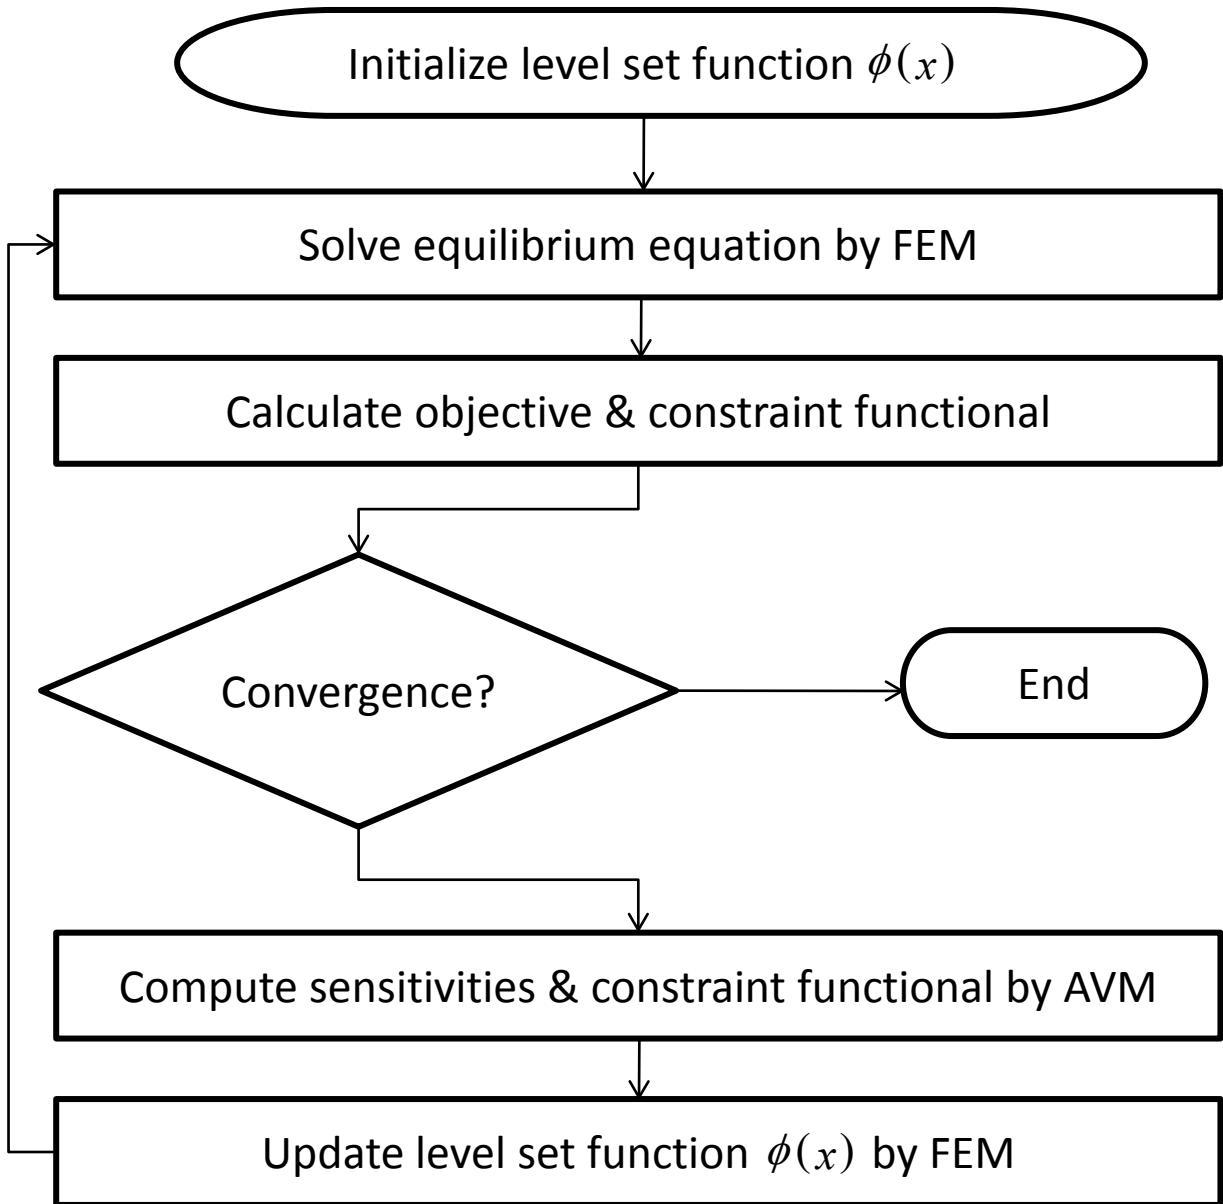 Initialize level set function ϕ(x)
Solve equilibrium equation by FEM
Calculate objective & constraint functional
Convergence?
End
Compute sensitivities & constraint functional by AVM
Update level set function ϕ(x) by FEM